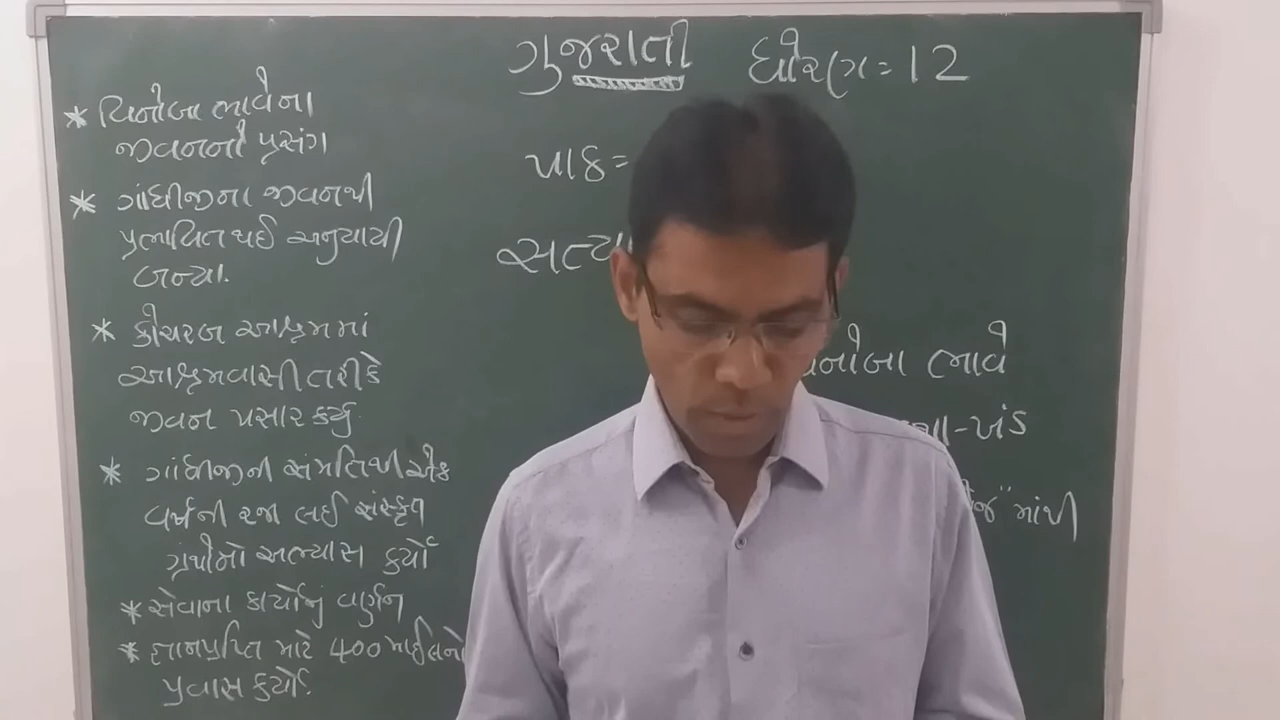 ગુજરાતી ધોરણ = 12
* વિનોબા ભાવેના
જીવનનો પ્રસંગ
* ગાંધીજીના જીવનથી
પ્રભાવિત થઈ અનુયાયી
બન્યા.
* કોચરબ આશ્રમમાં
આશ્રમવાસી તરીકે
જીવન પસાર કર્યુ
* ગાંધીજીની સંમતિથી એક
વર્ષની રજા લઈ સંસ્કૃત
ગ્રંથોનો અભ્યાસ કર્યો
* સેવાના કાર્યોનું વર્ણન
* જ્ઞાનપ્રાપ્તિ માટે 400 માઈલનો
પ્રવાસ કર્યો.
પાઠ =
ભાવે
ખંડ
માંથી